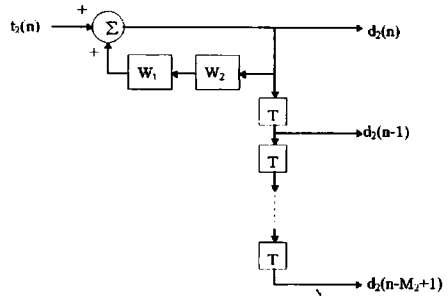 +
t₂(n) Σ d₂(n)
+
W₁ W₂
T
d₂(n-1)
T
T
d₂(n-M₂+1)